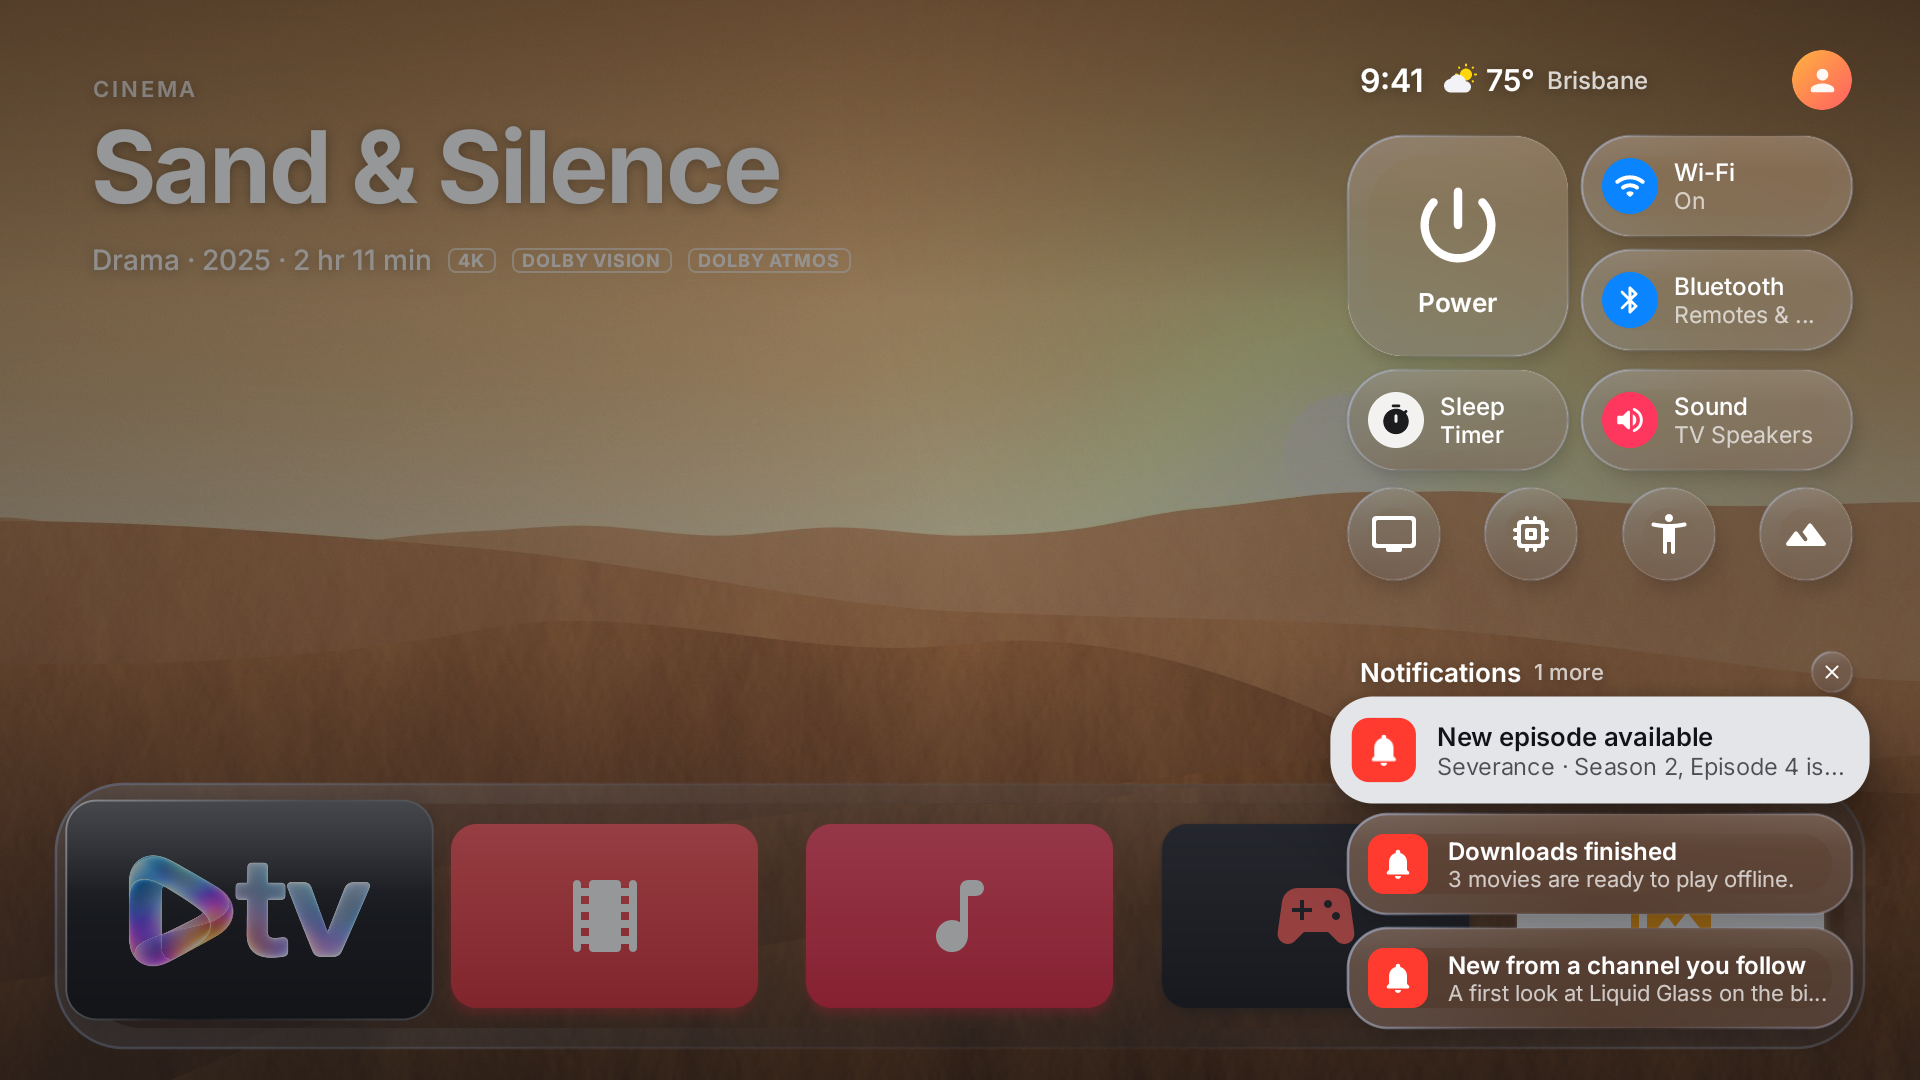 CINEMA
Sand & Silence
Drama · 2025 · 2 hr 11 min 4K DOLBY VISION DOLBY ATMOS
9:41 75° Brisbane
Power
Wi-Fi
On
Bluetooth
Remotes & ...
Sleep
Timer
Sound
TV Speakers
Notifications 1 more
New episode available
Severance · Season 2, Episode 4 is...
Downloads finished
3 movies are ready to play offline.
New from a channel you follow
A first look at Liquid Glass on the bi...
tv